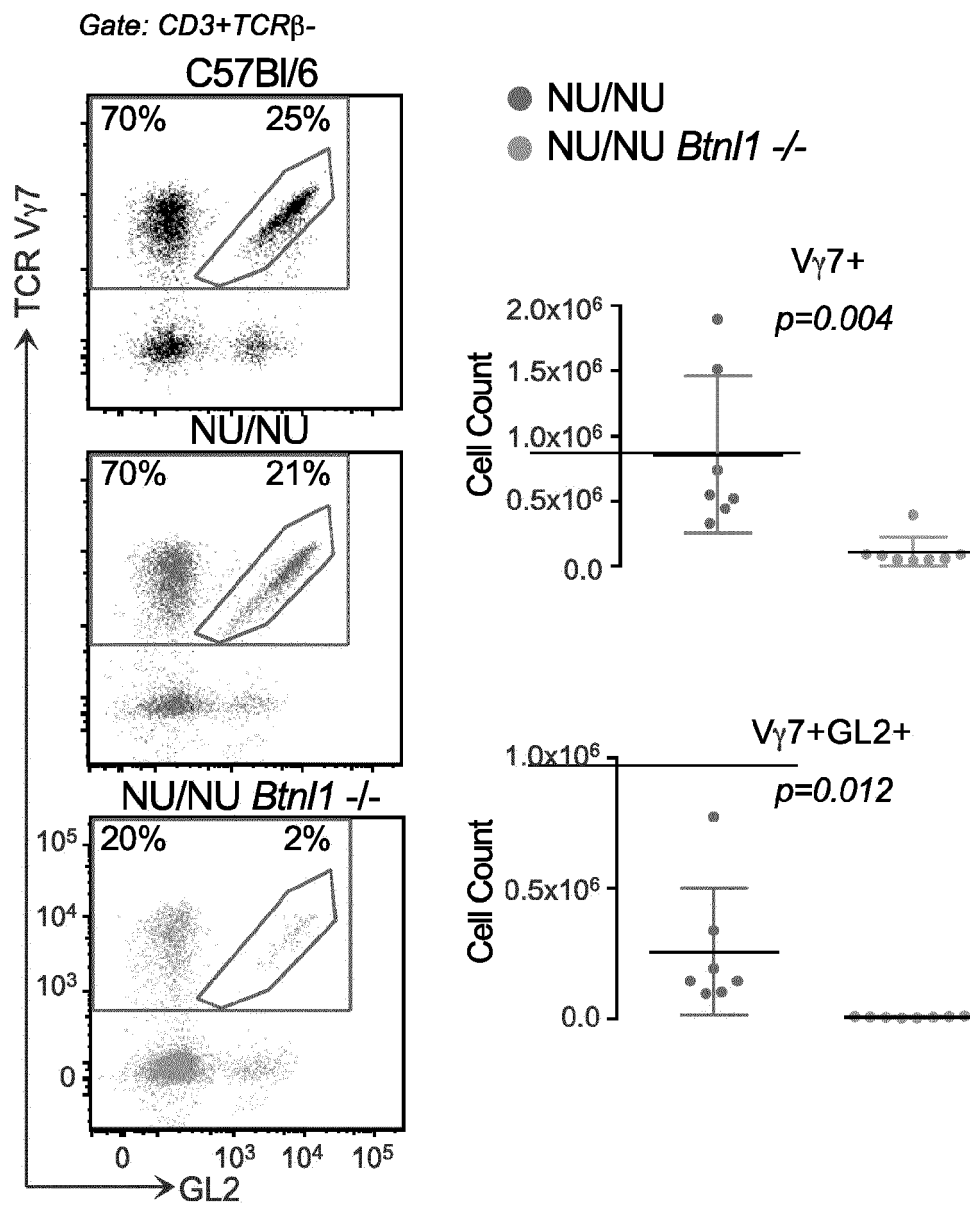 Gate: CD3+TCRβ-
C57Bl/6
70% 25%
NU/NU
70% 21%
NU/NU Btnl1 -/-
20% 2%
10⁵
10⁴
10³
0
0 10³ 10⁴ 10⁵
TCR Vγ7
GL2
NU/NU
NU/NU Btnl1 -/-
Vγ7+
p=0.004
2.0x10⁶
1.5x10⁶
1.0x10⁶
0.5x10⁶
0.0
Cell Count
Vγ7+GL2+
p=0.012
1.0x10⁶
0.5x10⁶
0.0
Cell Count